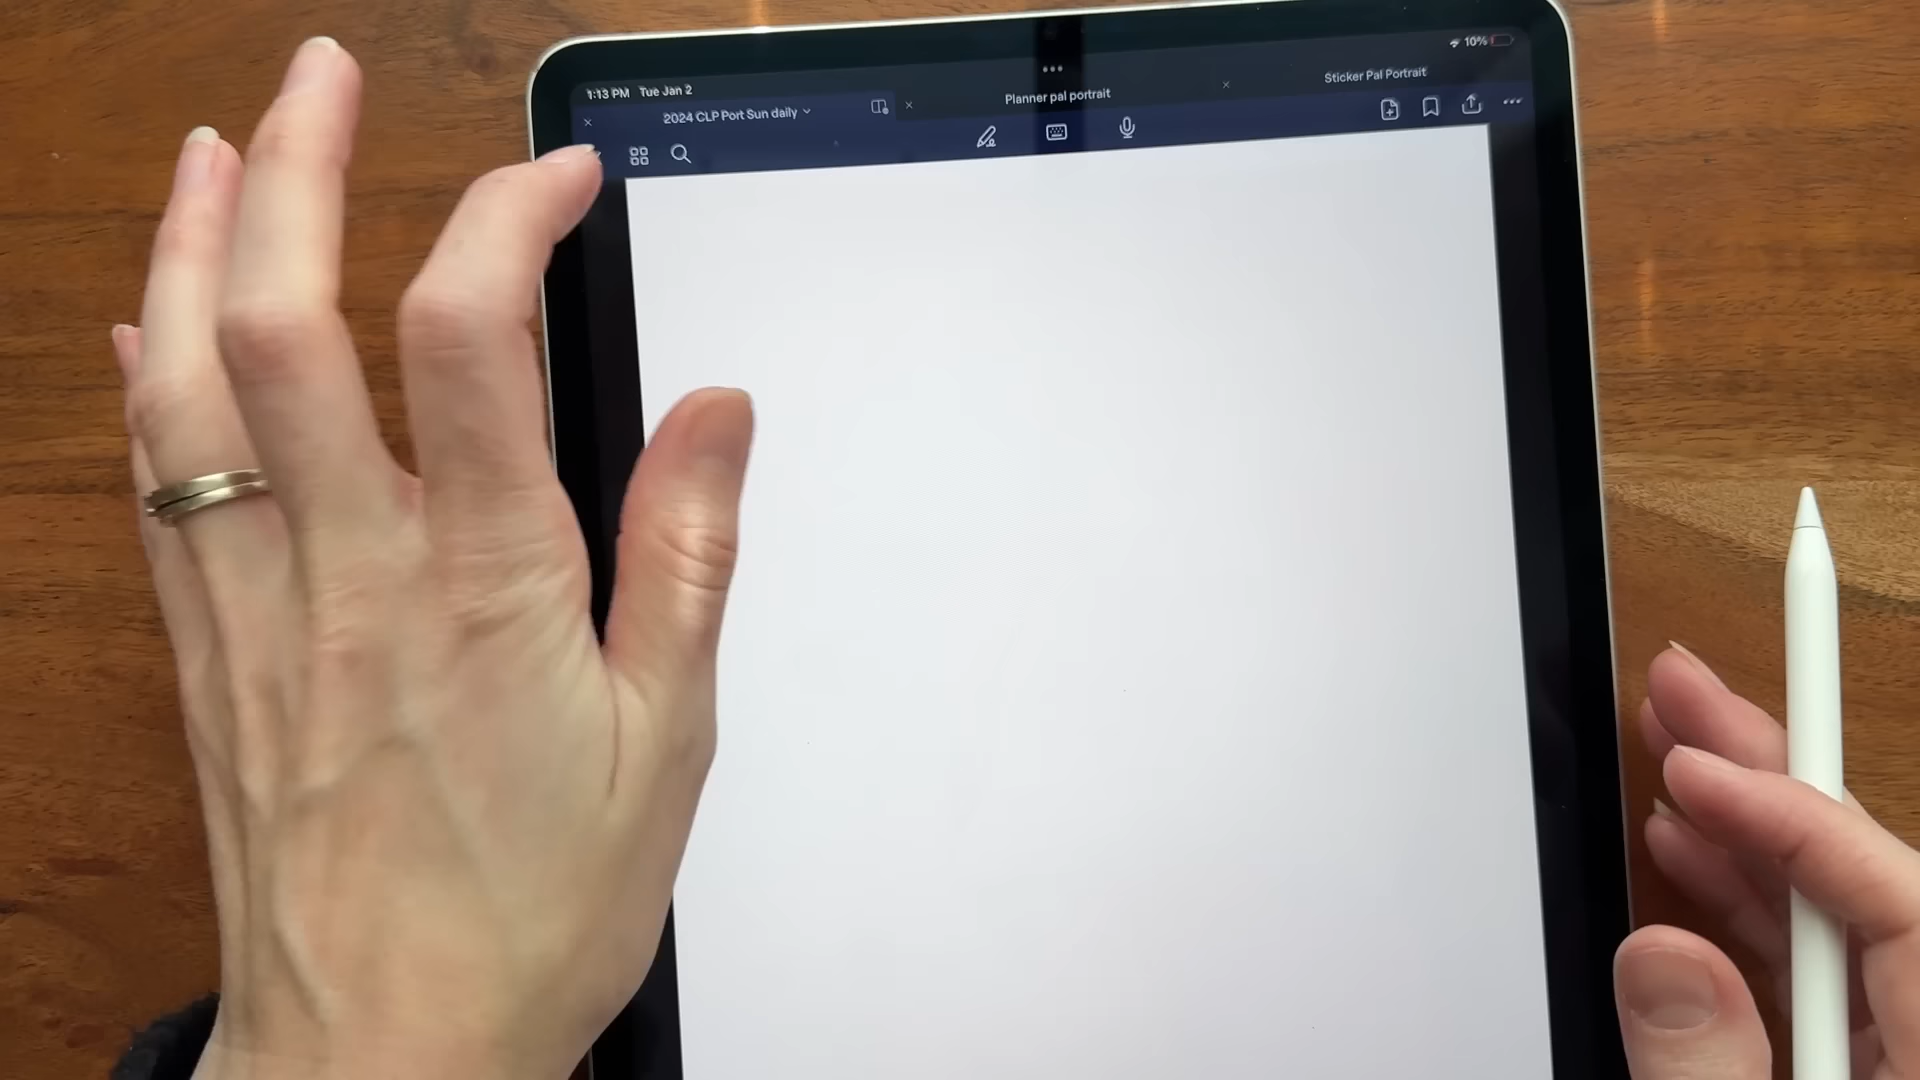 1:13 PM Tue Jan 2
10%
2024 CLP Port Sun daily
Planner pal portrait
Sticker Pal Portrait